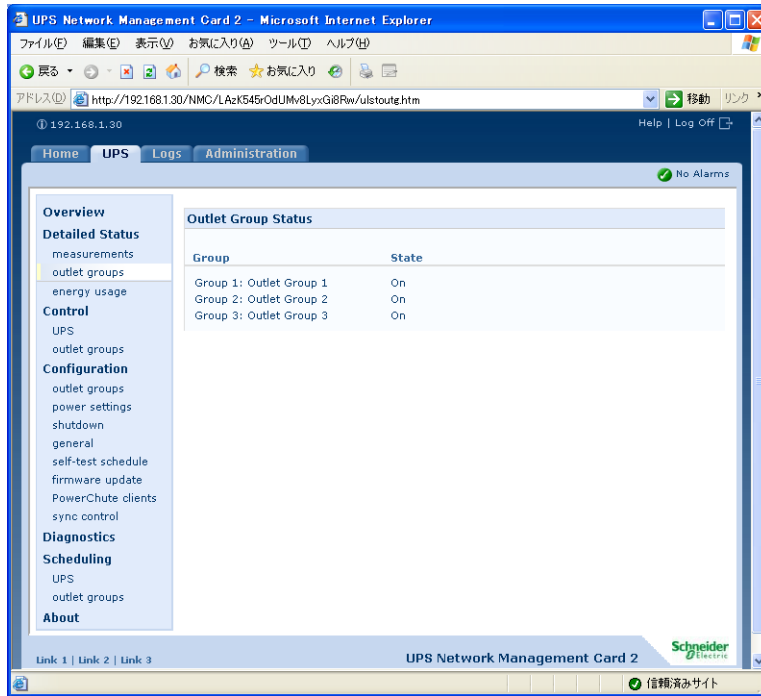 UPS Network Management Card 2 - Microsoft Internet Explorer
ファイル(F) 編集(E) 表示(V) お気に入り(A) ツール(T) ヘルプ(H)
戻る 検索 お気に入り
アドレス(D) http://192.168.1.30/NMC/LAzK545rOdUMv8LyxGi8Rw/ulstoutg.htm 移動 リンク »
192.168.1.30 Help | Log Off
Home UPS Logs Administration
No Alarms
Overview
Detailed Status
measurements
outlet groups
energy usage
Control
UPS
outlet groups
Configuration
outlet groups
power settings
shutdown
general
self-test schedule
firmware update
PowerChute clients
sync control
Diagnostics
Scheduling
UPS
outlet groups
About
Outlet Group Status
Group State
Group 1: Outlet Group 1 On
Group 2: Outlet Group 2 On
Group 3: Outlet Group 3 On
Link 1 | Link 2 | Link 3
UPS Network Management Card 2
Schneider
Electric
信頼済みサイト